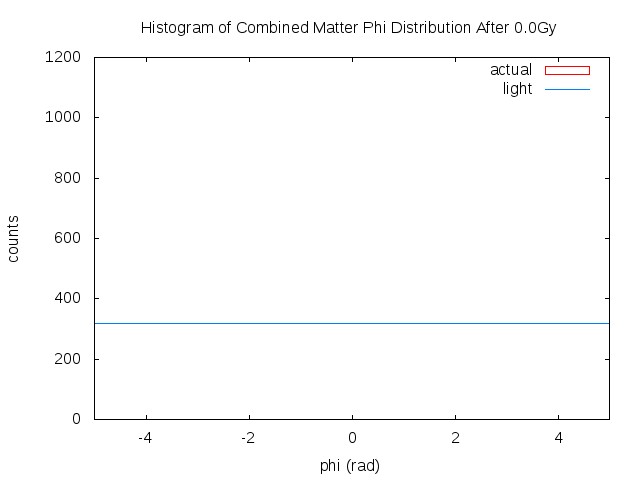 Histogram of Combined Matter Phi Distribution After 0.0Gy
actual
light
1200
1000
800
600
400
200
0
counts
-4
-2
0
2
4
phi (rad)